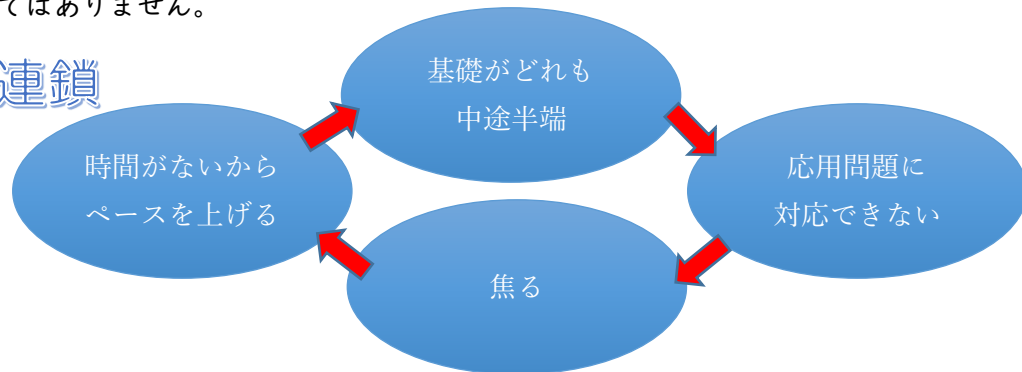 てはありません。
連鎖
基礎がどれも
中途半端
時間がないから
ペースを上げる
応用問題に
対応できない
焦る